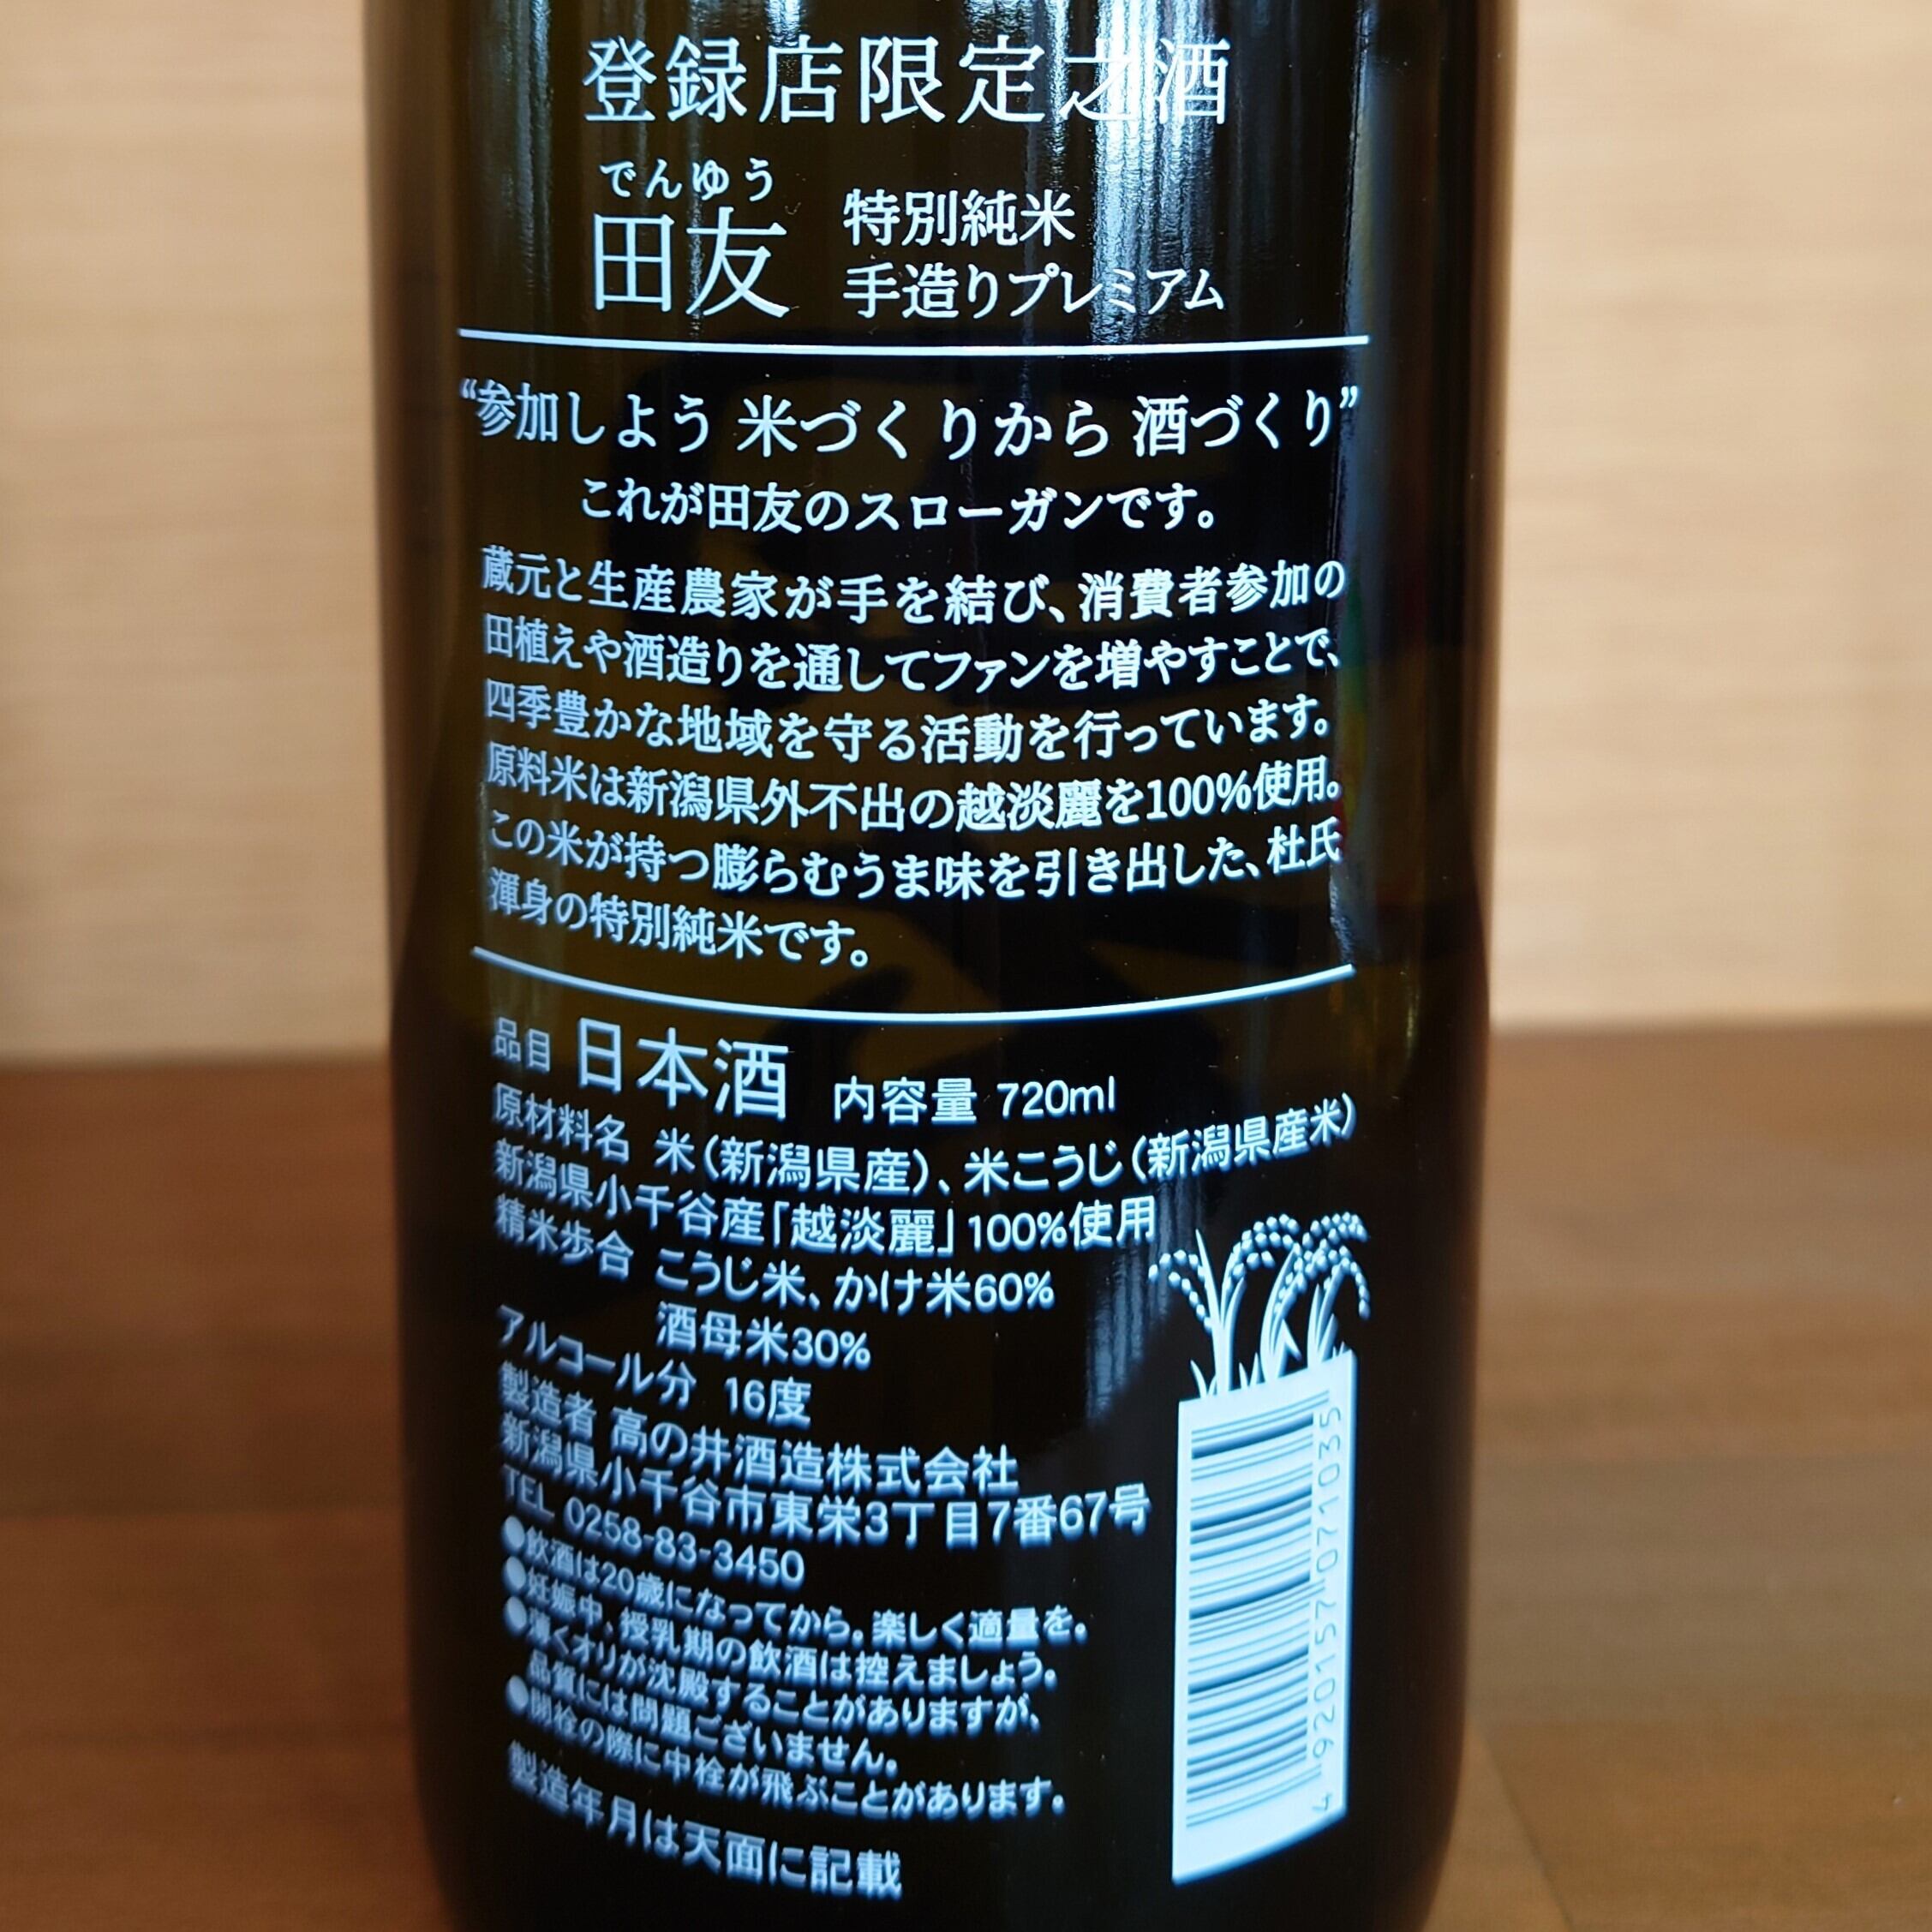 登録店限定之酒
でんゆう
田友 特別純米
手造りプレミアム
“参加しよう 米づくりから 酒づくり”
これが田友のスローガンです。
蔵元と生産農家が手を結び、消費者参加の
田植えや酒造りを通してファンを増やすことで、
四季豊かな地域を守る活動を行っています。
原料米は新潟県外不出の越淡麗を100%使用。
この米が持つ膨らむうま味を引き出した、杜氏
渾身の特別純米です。
品目 日本酒 内容量 720ml
原材料名 米(新潟県産)、米こうじ(新潟県産米)
新潟県小千谷産「越淡麗」100%使用
精米歩合 こうじ米、かけ米60%
酒母米30%
アルコール分 16度
製造者 高の井酒造株式会社
新潟県小千谷市東栄3丁目7番67号
TEL 0258-83-3450
●飲酒は20歳になってから。楽しく適量を。
●妊娠中、授乳期の飲酒は控えましょう。
●薄くオリが沈殿することがありますが、
品質には問題ございません。
●開栓の際に中栓が飛ぶことがあります。
製造年月は天面に記載
4 920157 071035